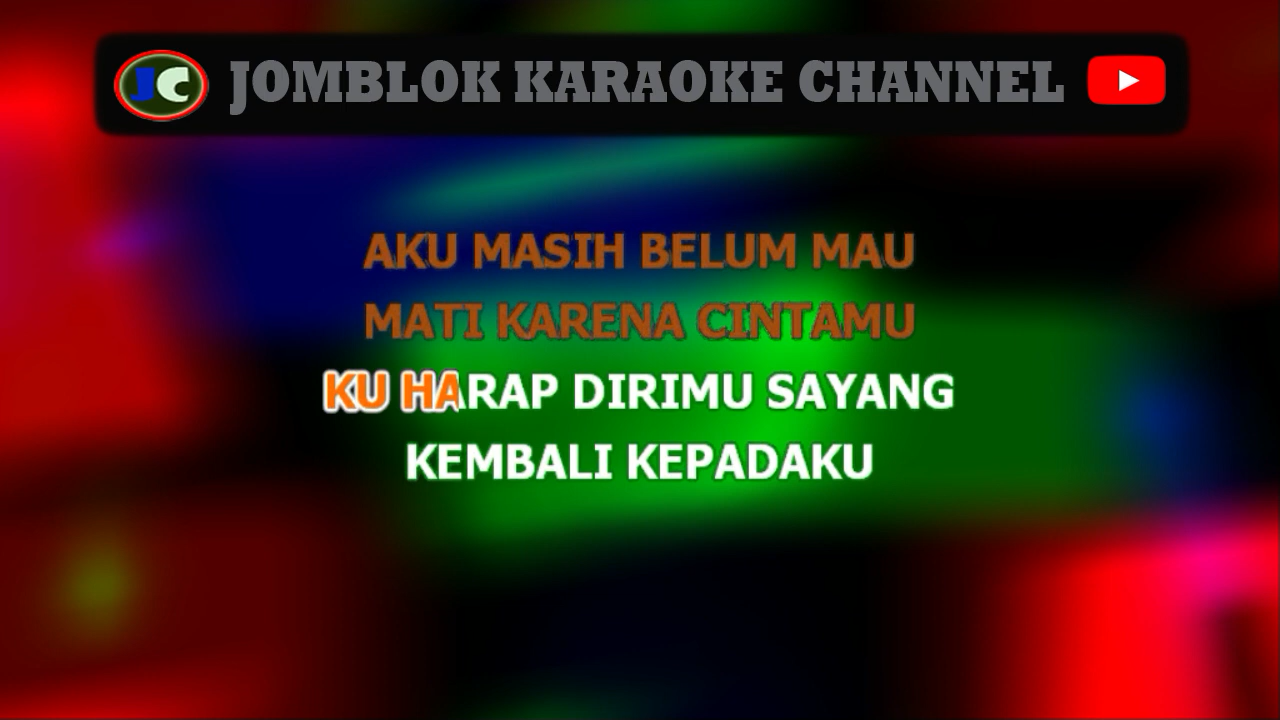 JC JOMBLOK KARAOKE CHANNEL
AKU MASIH BELUM MAU
MATI KARENA CINTAMU
KU HARAP DIRIMU SAYANG
KEMBALI KEPADAKU